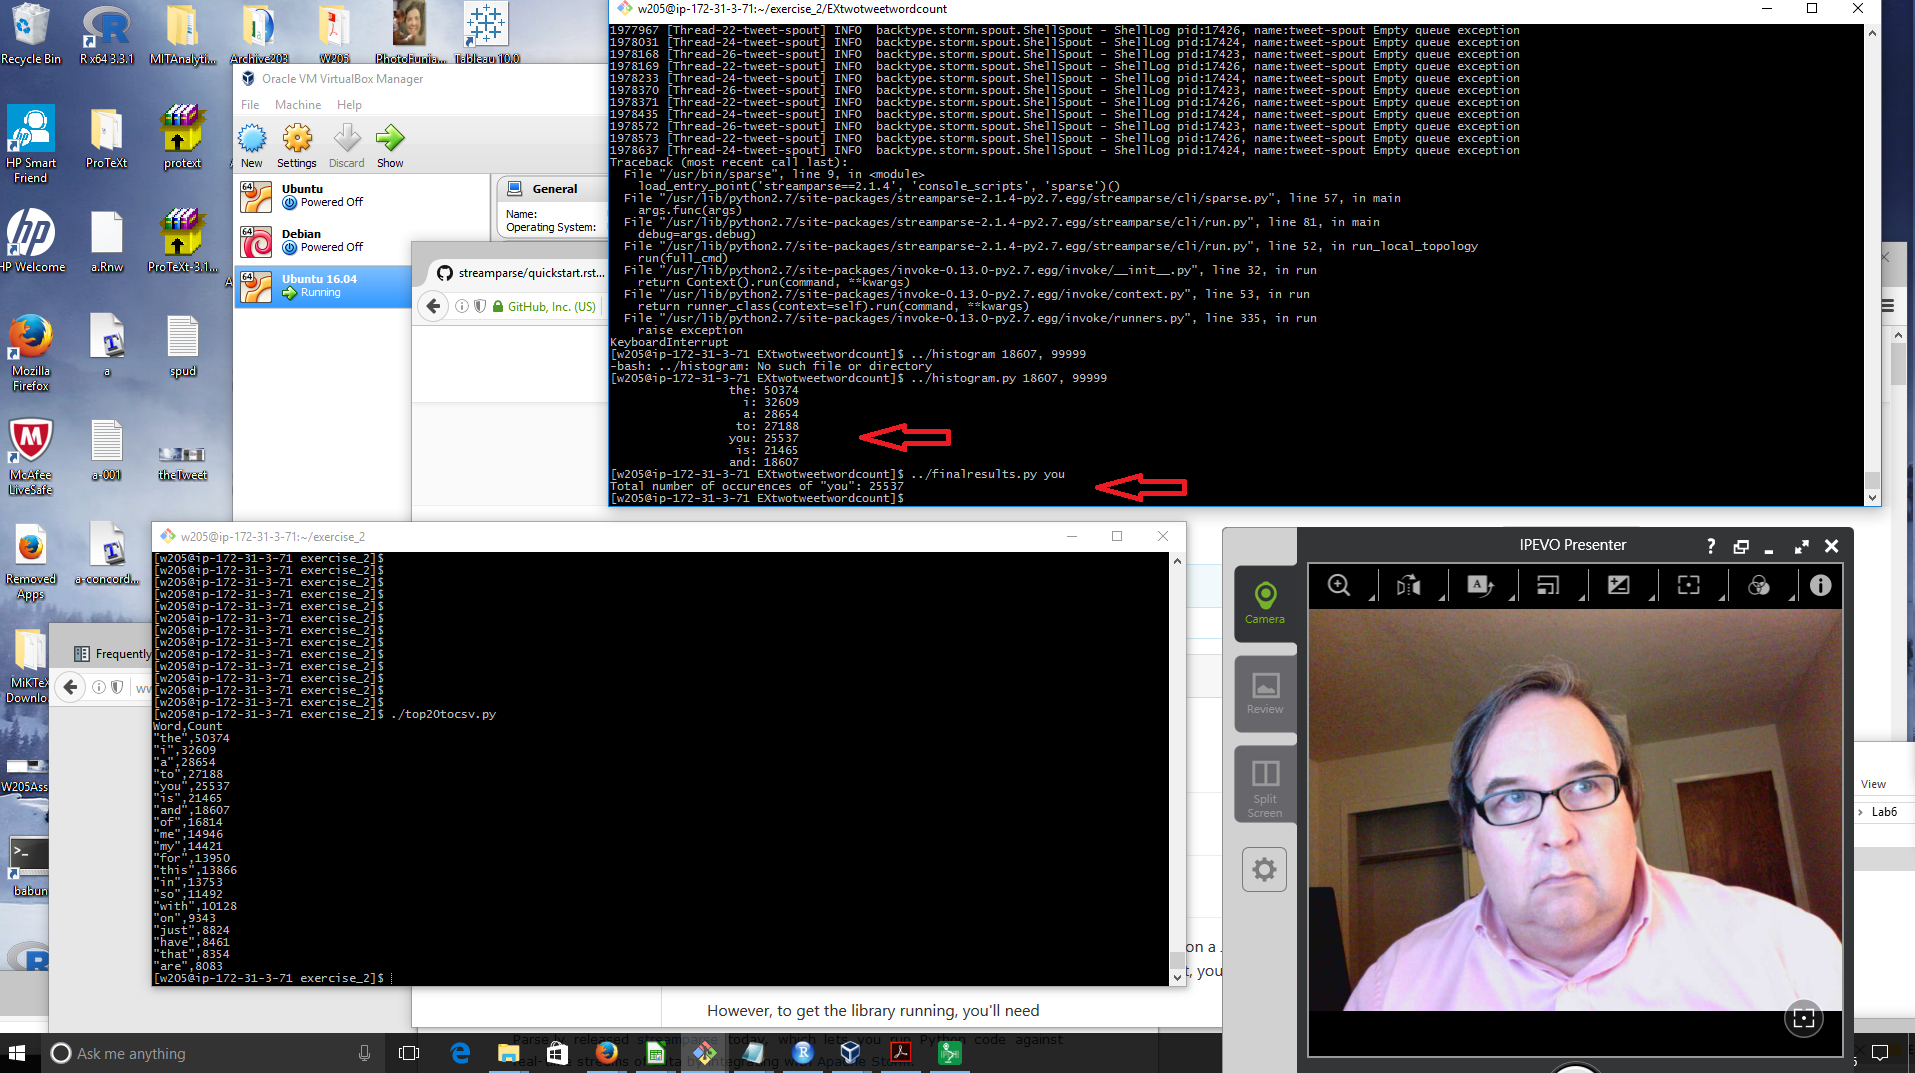 Recycle Bin
R x64 3.3.1
MITAnalyti...
Archive203
W205
PhotoFunia...
Tableau 10.0
HP Smart
Friend
ProTeXt
protext
HP Welcome
a.Rnw
ProTeXt-3.1...
Mozilla
Firefox
a
spud
McAfee
LiveSafe
a-001
theTweet
Removed
Apps
a-concord...
MiKTeX
Downlo...
W205Ass
babun
Oracle VM VirtualBox Manager
File Machine Help
New Settings Discard Show
Ubuntu
Powered Off
Debian
Powered Off
Ubuntu 16.04
Running
General
Name:
Operating System:
streamparse/quickstart.rst...
GitHub, Inc. (US)
w205@ip-172-31-3-71:~/exercise_2/EXtwotweetwordcount
1977967 [Thread-22-tweet-spout] INFO  backtype.storm.spout.ShellSpout - ShellLog pid:17426, name:tweet-spout Empty queue exception
1978031 [Thread-24-tweet-spout] INFO  backtype.storm.spout.ShellSpout - ShellLog pid:17424, name:tweet-spout Empty queue exception
1978168 [Thread-26-tweet-spout] INFO  backtype.storm.spout.ShellSpout - ShellLog pid:17423, name:tweet-spout Empty queue exception
1978169 [Thread-22-tweet-spout] INFO  backtype.storm.spout.ShellSpout - ShellLog pid:17426, name:tweet-spout Empty queue exception
1978233 [Thread-24-tweet-spout] INFO  backtype.storm.spout.ShellSpout - ShellLog pid:17424, name:tweet-spout Empty queue exception
1978370 [Thread-26-tweet-spout] INFO  backtype.storm.spout.ShellSpout - ShellLog pid:17423, name:tweet-spout Empty queue exception
1978371 [Thread-22-tweet-spout] INFO  backtype.storm.spout.ShellSpout - ShellLog pid:17426, name:tweet-spout Empty queue exception
1978435 [Thread-24-tweet-spout] INFO  backtype.storm.spout.ShellSpout - ShellLog pid:17424, name:tweet-spout Empty queue exception
1978572 [Thread-26-tweet-spout] INFO  backtype.storm.spout.ShellSpout - ShellLog pid:17423, name:tweet-spout Empty queue exception
1978573 [Thread-22-tweet-spout] INFO  backtype.storm.spout.ShellSpout - ShellLog pid:17426, name:tweet-spout Empty queue exception
1978637 [Thread-24-tweet-spout] INFO  backtype.storm.spout.ShellSpout - ShellLog pid:17424, name:tweet-spout Empty queue exception
Traceback (most recent call last):
  File "/usr/bin/sparse", line 9, in <module>
    load_entry_point('streamparse==2.1.4', 'console_scripts', 'sparse')()
  File "/usr/lib/python2.7/site-packages/streamparse-2.1.4-py2.7.egg/streamparse/cli/sparse.py", line 57, in main
    args.func(args)
  File "/usr/lib/python2.7/site-packages/streamparse-2.1.4-py2.7.egg/streamparse/cli/run.py", line 81, in main
    debug=args.debug)
  File "/usr/lib/python2.7/site-packages/streamparse-2.1.4-py2.7.egg/streamparse/cli/run.py", line 52, in run_local_topology
    run(full_cmd)
  File "/usr/lib/python2.7/site-packages/invoke-0.13.0-py2.7.egg/invoke/__init__.py", line 32, in run
    return Context().run(command, **kwargs)
  File "/usr/lib/python2.7/site-packages/invoke-0.13.0-py2.7.egg/invoke/context.py", line 53, in run
    return runner_class(context=self).run(command, **kwargs)
  File "/usr/lib/python2.7/site-packages/invoke-0.13.0-py2.7.egg/invoke/runners.py", line 335, in run
    raise exception
KeyboardInterrupt
[w205@ip-172-31-3-71 EXtwotweetwordcount]$ ../histogram 18607, 99999
-bash: ../histogram: No such file or directory
[w205@ip-172-31-3-71 EXtwotweetwordcount]$ ../histogram.py 18607, 99999
the: 50374
i: 32609
a: 28654
to: 27188
you: 25537
is: 21465
and: 18607
[w205@ip-172-31-3-71 EXtwotweetwordcount]$ ../finalresults.py you
Total number of occurences of "you": 25537
[w205@ip-172-31-3-71 EXtwotweetwordcount]$
w205@ip-172-31-3-71:~/exercise_2
[w205@ip-172-31-3-71 exercise_2]$
[w205@ip-172-31-3-71 exercise_2]$
[w205@ip-172-31-3-71 exercise_2]$
[w205@ip-172-31-3-71 exercise_2]$
[w205@ip-172-31-3-71 exercise_2]$
[w205@ip-172-31-3-71 exercise_2]$
[w205@ip-172-31-3-71 exercise_2]$
[w205@ip-172-31-3-71 exercise_2]$
[w205@ip-172-31-3-71 exercise_2]$
[w205@ip-172-31-3-71 exercise_2]$
[w205@ip-172-31-3-71 exercise_2]$
[w205@ip-172-31-3-71 exercise_2]$
[w205@ip-172-31-3-71 exercise_2]$
[w205@ip-172-31-3-71 exercise_2]$ ./top20tocsv.py
Word,Count
"the",50374
"i",32609
"a",28654
"to",27188
"you",25537
"is",21465
"and",18607
"of",16814
"me",14946
"my",14421
"for",13950
"this",13866
"in",13753
"so",11492
"with",10128
"on",9343
"just",8824
"have",8461
"that",8354
"are",8083
[w205@ip-172-31-3-71 exercise_2]$
Frequently
ww
IPEVO Presenter
Camera
Review
Split
Screen
View
Lab6
on a
t, you
However, to get the library running, you'll need
Parsely released streamparse today, which lets you run Python code against
real-time streams of data by integrating with Apache Storm.
Ask me anything